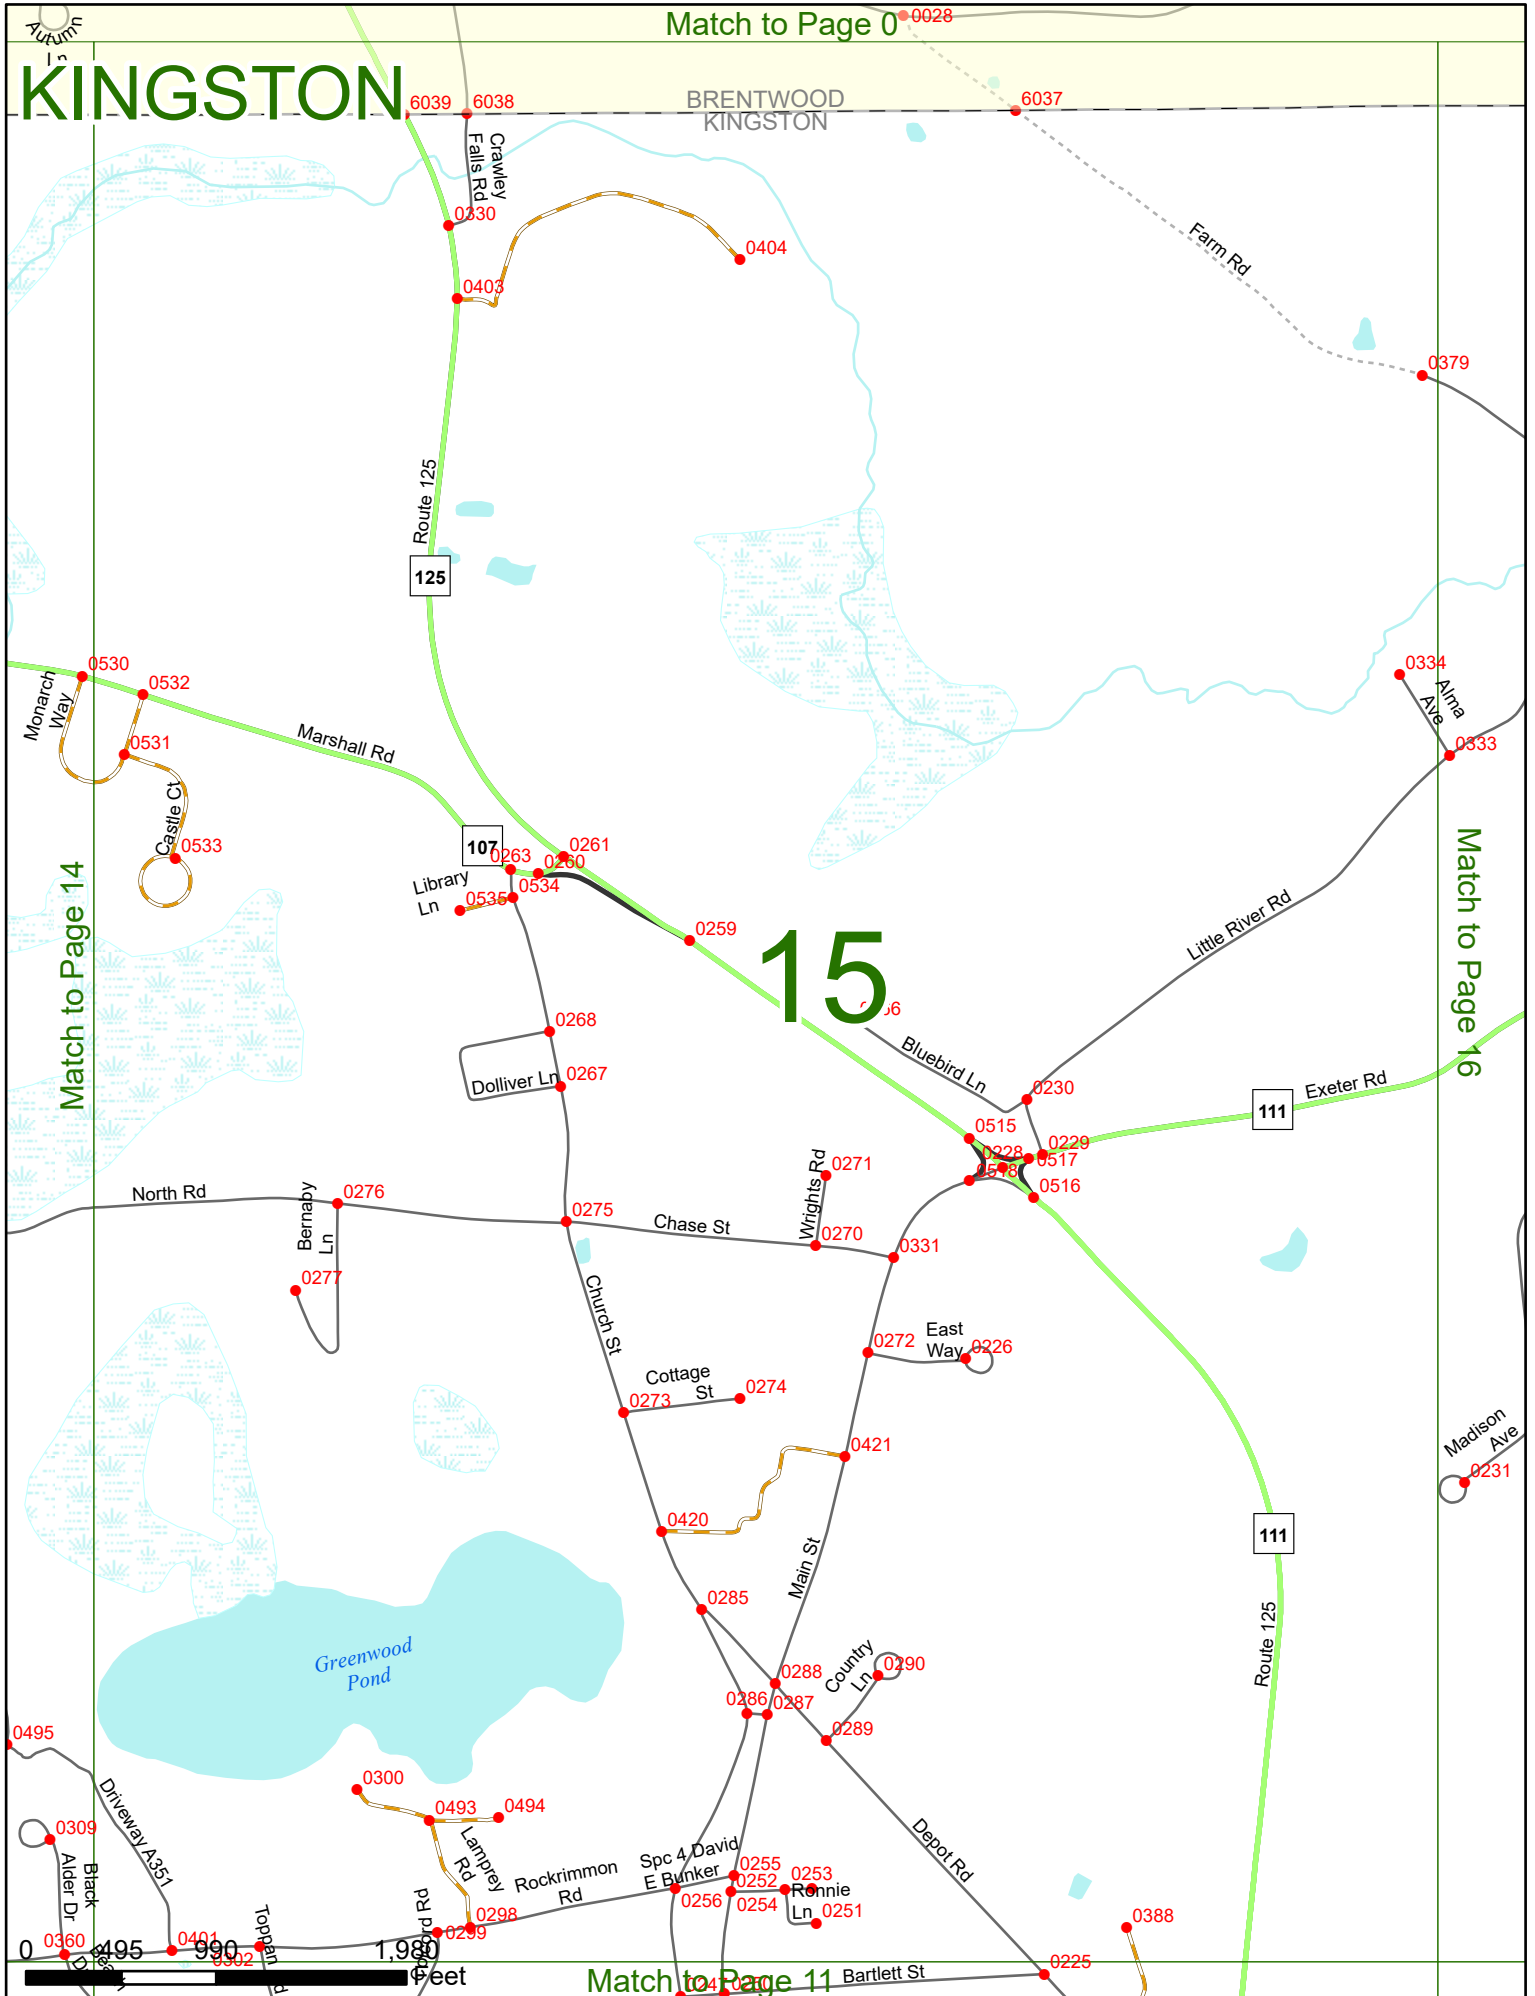 Match to Page 0
0028
Autumn
KINGSTON
6039
6038
BRENTWOOD
KINGSTON
6037
Crawley
Falls Rd
0330
0404
Farm Rd
0403
0379
Route 125
125
0530
Monarch
Way
0532
0531
Marshall Rd
0334
Alma
Ave
0333
Castle Ct
0533
107
0263
0261
0260
Library
Ln
0535
0534
Match to Page 14
Match to Page 16
0259
15
Little River Rd
0268
Bluebird Ln
Dolliver Ln
0267
0230
Exeter Rd
111
0515
0229
0228
0517
0518
0516
North Rd
0276
Bernaby
Ln
0277
0275
Chase St
Wrights Rd
0271
0270
0331
Church St
0272
East
Way
0226
Cottage
St
0274
0273
0421
Madison
Ave
0231
0420
Main St
111
Route 125
0285
Greenwood
Pond
0288
Country
Ln
0290
0286
0287
0289
0495
Driveway A351
0300
0493
0494
0309
Black
Alder Dr
Lamprey
Rd
Rockrimmon
Rd
Spc 4 David
E Bunker
0255
0252
0253
0256
0254
Ronnie
Ln
0251
Depot Rd
0388
0298
0299
Toppan
0360
0401
0302
0
495
990
1,980
Feet
0225
Bartlett St
Match to Page 11
0247